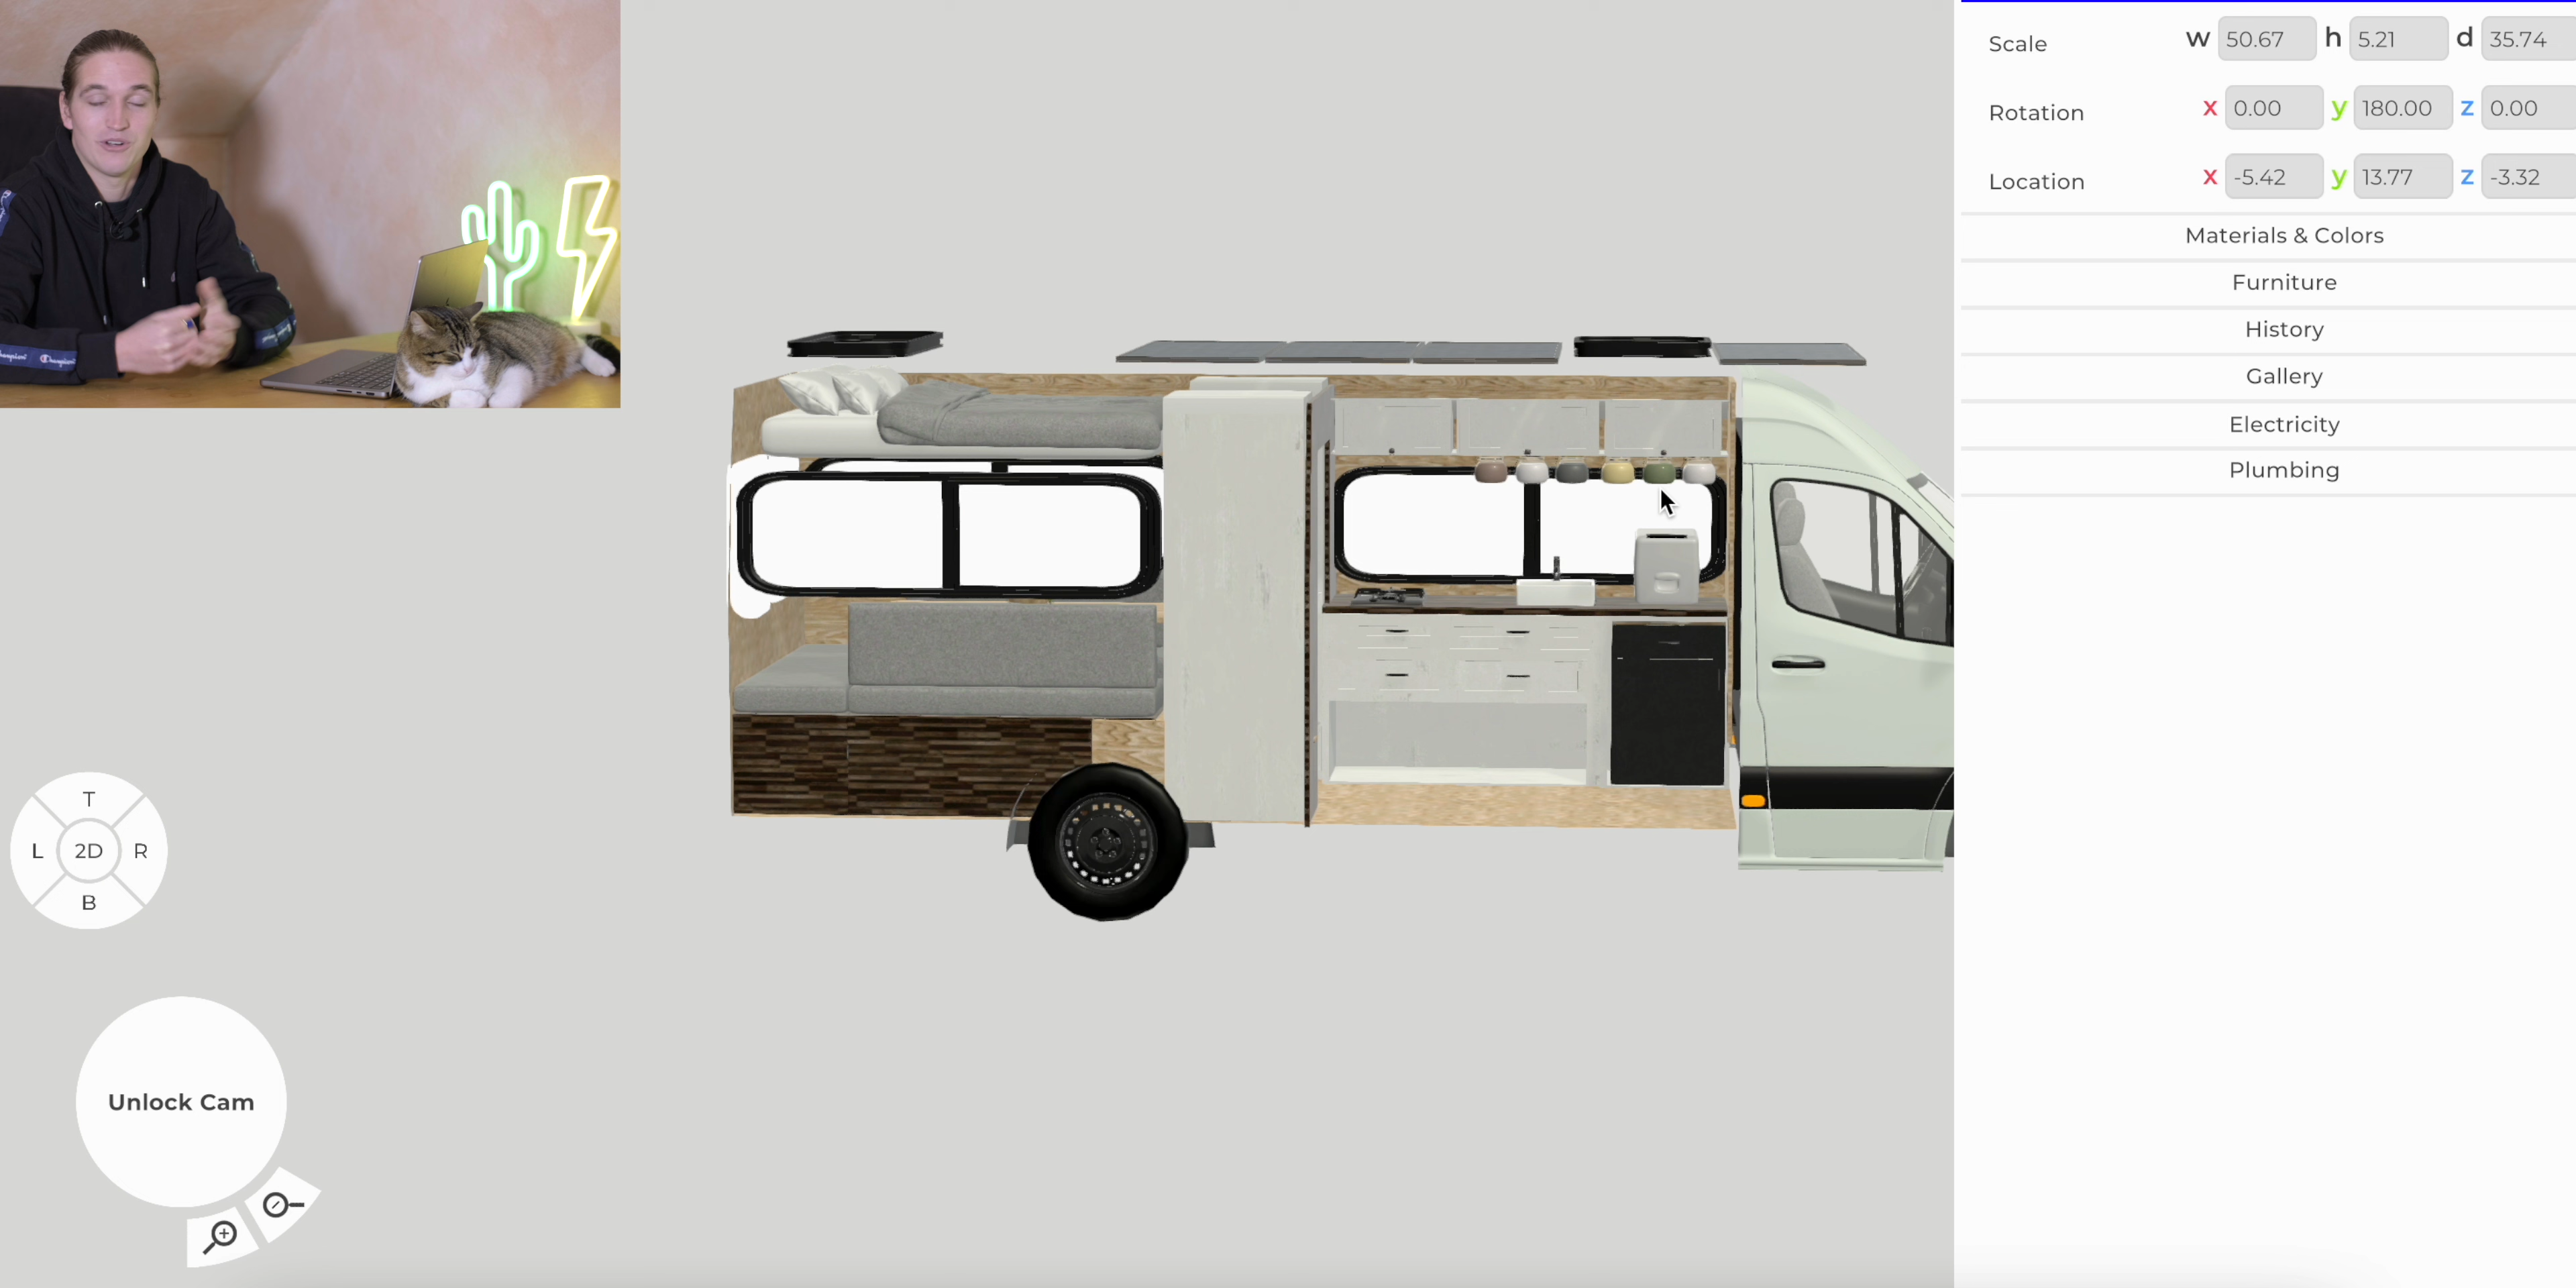 Scale w 50.67 h 5.21 d 35.74
Rotation x 0.00 y 180.00 z 0.00
Location x -5.42 y 13.77 z -3.32
Materials & Colors
Furniture
History
Gallery
Electricity
Plumbing
Champion
T
L 2D R
B
Unlock Cam